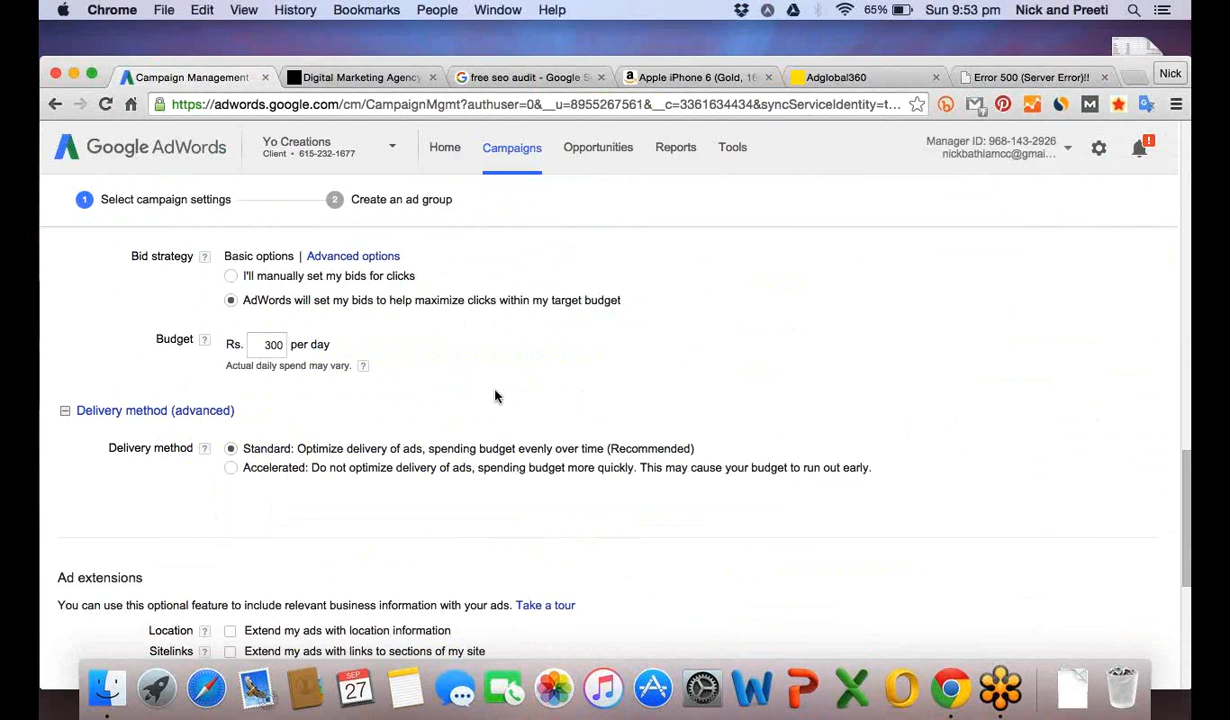 Chrome File Edit View History Bookmarks People Window Help 65% Sun 9:53 pm Nick and Preeti
Campaign Management Digital Marketing Agency free seo audit - Google S Apple iPhone 6 (Gold, 16 Adglobal360 Error 500 (Server Error)!! Nick
https://adwords.google.com/cm/CampaignMgmt?authuser=0&__u=8955267561&__c=3361634434&syncServiceIdentity=t...
Google AdWords
Yo Creations
Client • 615-232-1677
Home Campaigns Opportunities Reports Tools
Manager ID: 968-143-2926
nickbathlamcc@gmai...
1 Select campaign settings 2 Create an ad group
Bid strategy ? Basic options | Advanced options
I'll manually set my bids for clicks
AdWords will set my bids to help maximize clicks within my target budget
Budget ? Rs. 300 per day
Actual daily spend may vary. ?
Delivery method (advanced)
Delivery method ? Standard: Optimize delivery of ads, spending budget evenly over time (Recommended)
Accelerated: Do not optimize delivery of ads, spending budget more quickly. This may cause your budget to run out early.
Ad extensions
You can use this optional feature to include relevant business information with your ads. Take a tour
Location ? Extend my ads with location information
Sitelinks ? Extend my ads with links to sections of my site
SEP
27